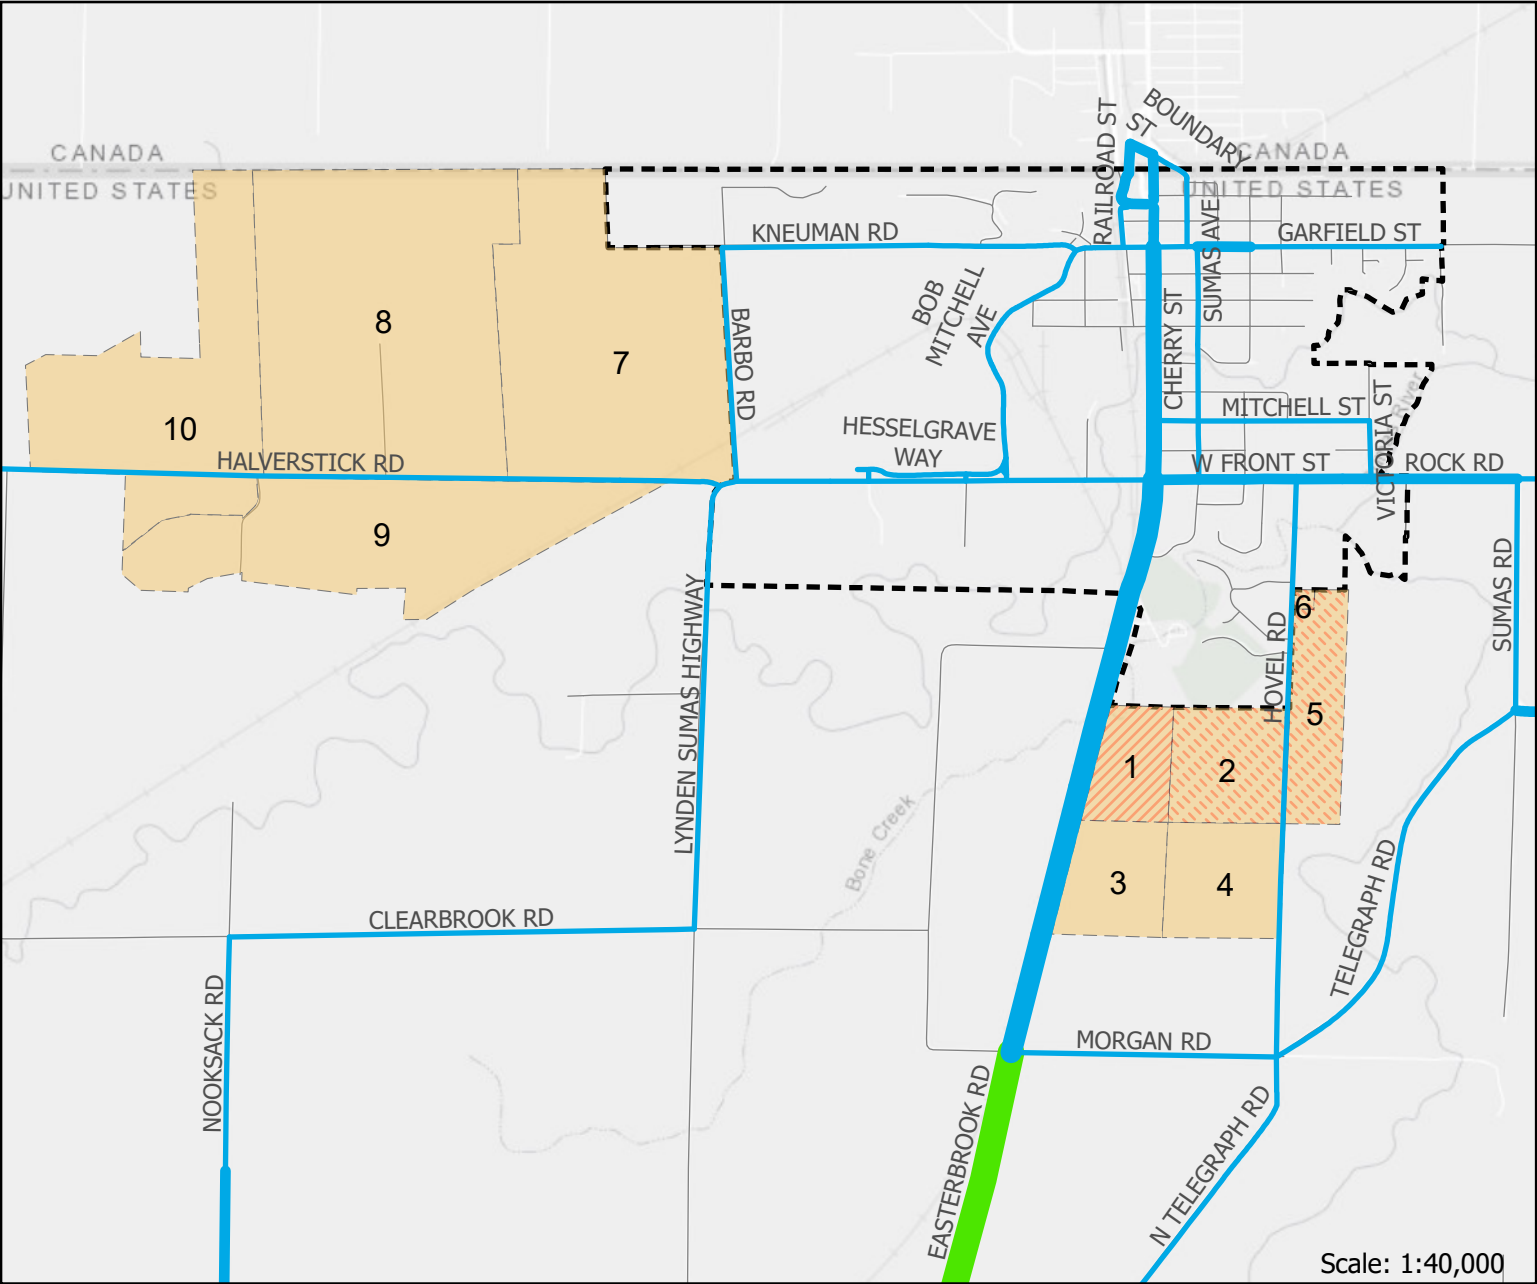 BOUNDARY
ST
RAILROAD ST
CANADA
UNITED STATES
CANADA
UNITED STATES
KNEUMAN RD
SUMAS AVE
GARFIELD ST
BOB
MITCHELL
AVE
CHERRY ST
8
7
BARBO RD
10
HESSELGRAVE
WAY
MITCHELL ST
VICTORIA ST
River
HALVERSTICK RD
W FRONT ST
ROCK RD
9
SUMAS RD
6
HOVEL RD
5
LYNDEN SUMAS HIGHWAY
1
2
Bone Creek
3
4
TELEGRAPH RD
CLEARBROOK RD
NOOKSACK RD
MORGAN RD
EASTERBROOK RD
N TELEGRAPH RD
Scale: 1:40,000